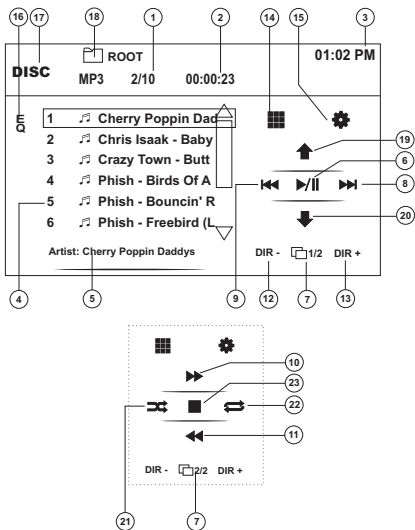 16 17 18 1 2 14 15 3
ROOT
01:02 PM
DISC
MP3 2/10 00:00:23
EQ
1 Cherry Poppin Dad
2 Chris Isaak - Baby
3 Crazy Town - Butt
4 Phish - Birds Of A
5 Phish - Bouncin' R
6 Phish - Freebird (L
19
6
8
20
Artist: Cherry Poppin Daddys
DIR - 1/2 DIR +
4 5 9 12 7 13
10
23
22
11
DIR - 2/2 DIR +
21 7